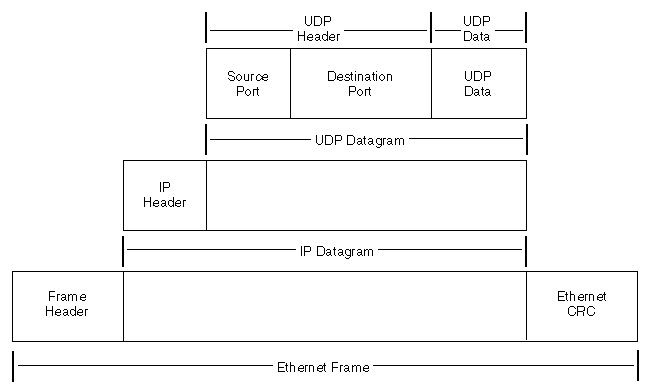 UDP Header
UDP Data
Source Port
Destination Port
UDP Data
UDP Datagram
IP Header
IP Datagram
Frame Header
Ethernet CRC
Ethernet Frame